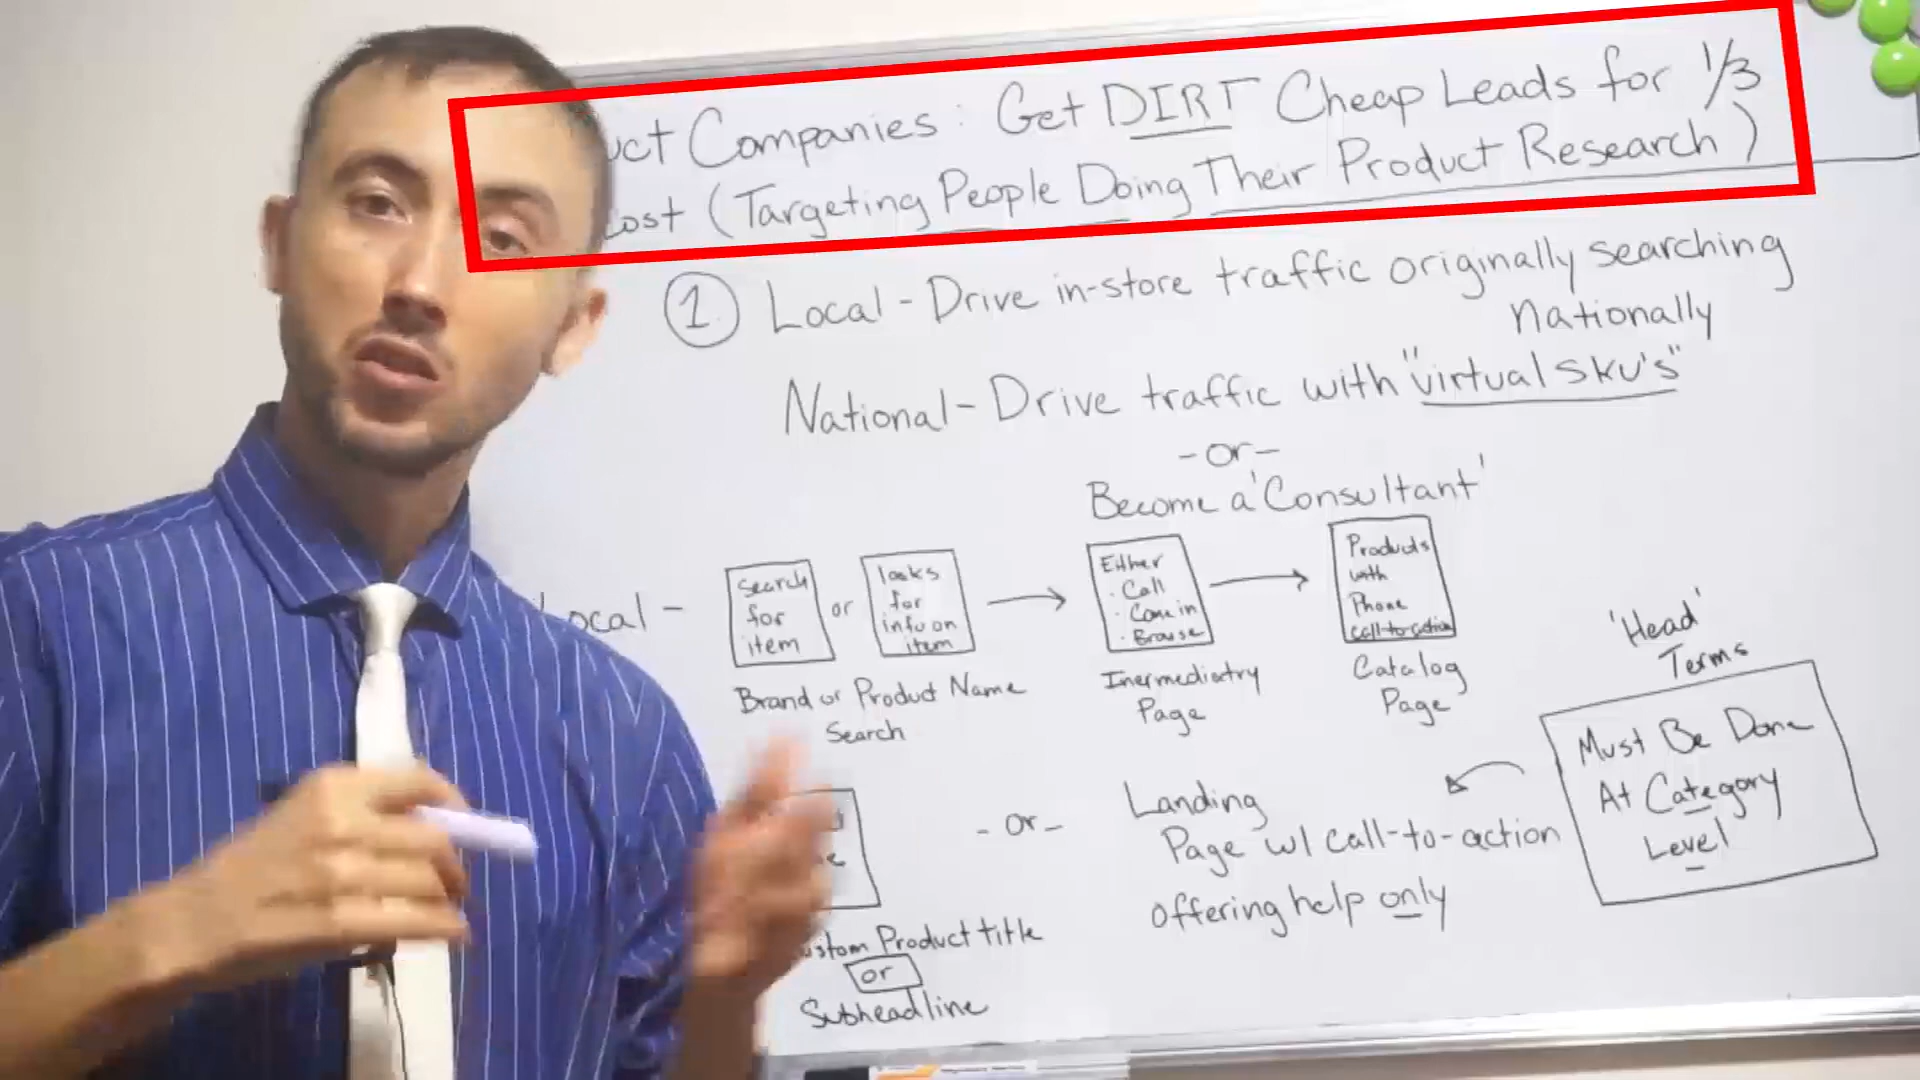 Companies: Get DIRT Cheap Leads for 1/3
Cost (Targeting People Doing Their Product Research)
1 Local - Drive in-store traffic originally searching
Nationally
National - Drive traffic with "virtual SKU's"
- or -
Become a 'Consultant'
Local -
Search
for
item
or
looks
for
info on
item
Brand or Product Name
Search
Either
· Call
· Come in
· Browse
Inermediatry
Page
Products
with
Phone
call-to-action
Catalog
Page
'Head'
Terms
Must Be Done
At Category
Level
- or -
Landing
Page w/ call-to-action
offering help only
Product title
or
Subheadline